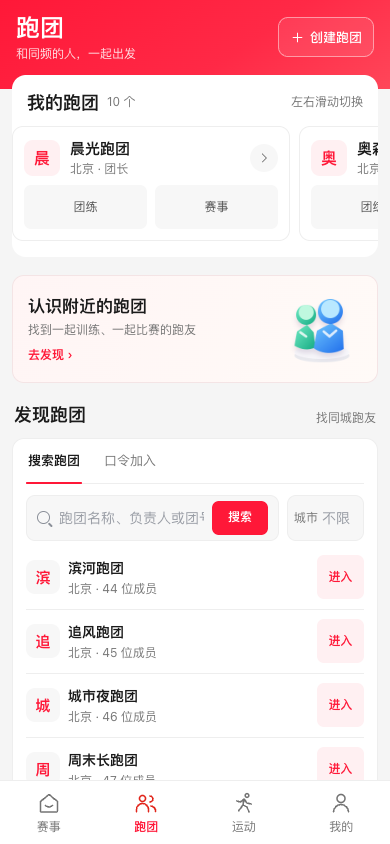 跑团
和同频的人，一起出发
创建跑团
我的跑团 10 个
左右滑动切换
晨
晨光跑团
北京 · 团长
团练
赛事
奥
认识附近的跑团
找到一起训练、一起比赛的跑友
去发现 ›
发现跑团
找同城跑友
搜索跑团
口令加入
跑团名称、负责人或团
搜索
城市 不限
滨
滨河跑团
北京 · 44 位成员
进入
追
追风跑团
北京 · 45 位成员
进入
城
城市夜跑团
北京 · 46 位成员
进入
周
周末长跑团
北京 · 47 位成员
进入
赛事
跑团
运动
我的